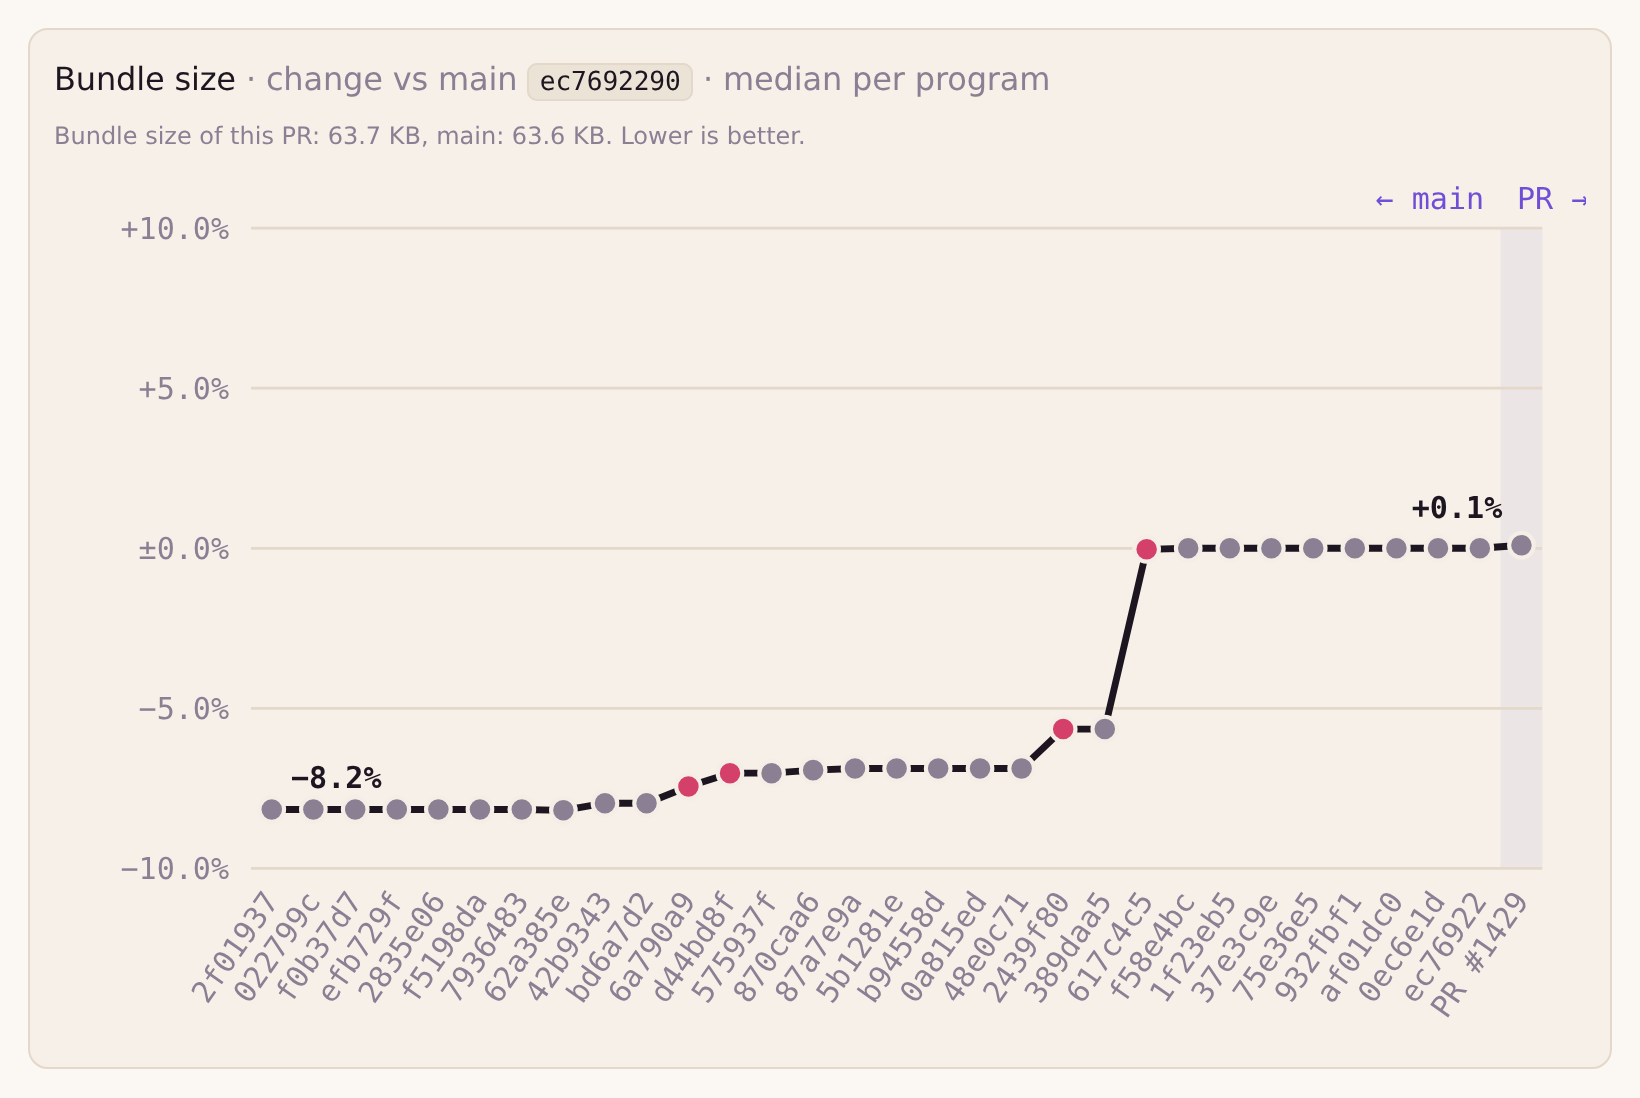 Bundle size · change vs main ec7692290 · median per program
Bundle size of this PR: 63.7 KB, main: 63.6 KB. Lower is better.
← main PR →
+10.0%
+5.0%
+0.1%
±0.0%
−5.0%
−8.2%
−10.0%
2f01937
022799c
f0b37d7
efb729f
2835e06
f5198da
7936483
62a385e
42b9343
bd6a7d2
6a790a9
d44bd8f
575937f
870caa6
87a7e9a
5b1281e
b94558d
0a815ed
48e0c71
2439f80
389daa5
617c4c5
f58e4bc
1f23eb5
37e3c9e
75e36e5
932fbf1
af01dc0
0ec6e1d
ec76922
PR #1429